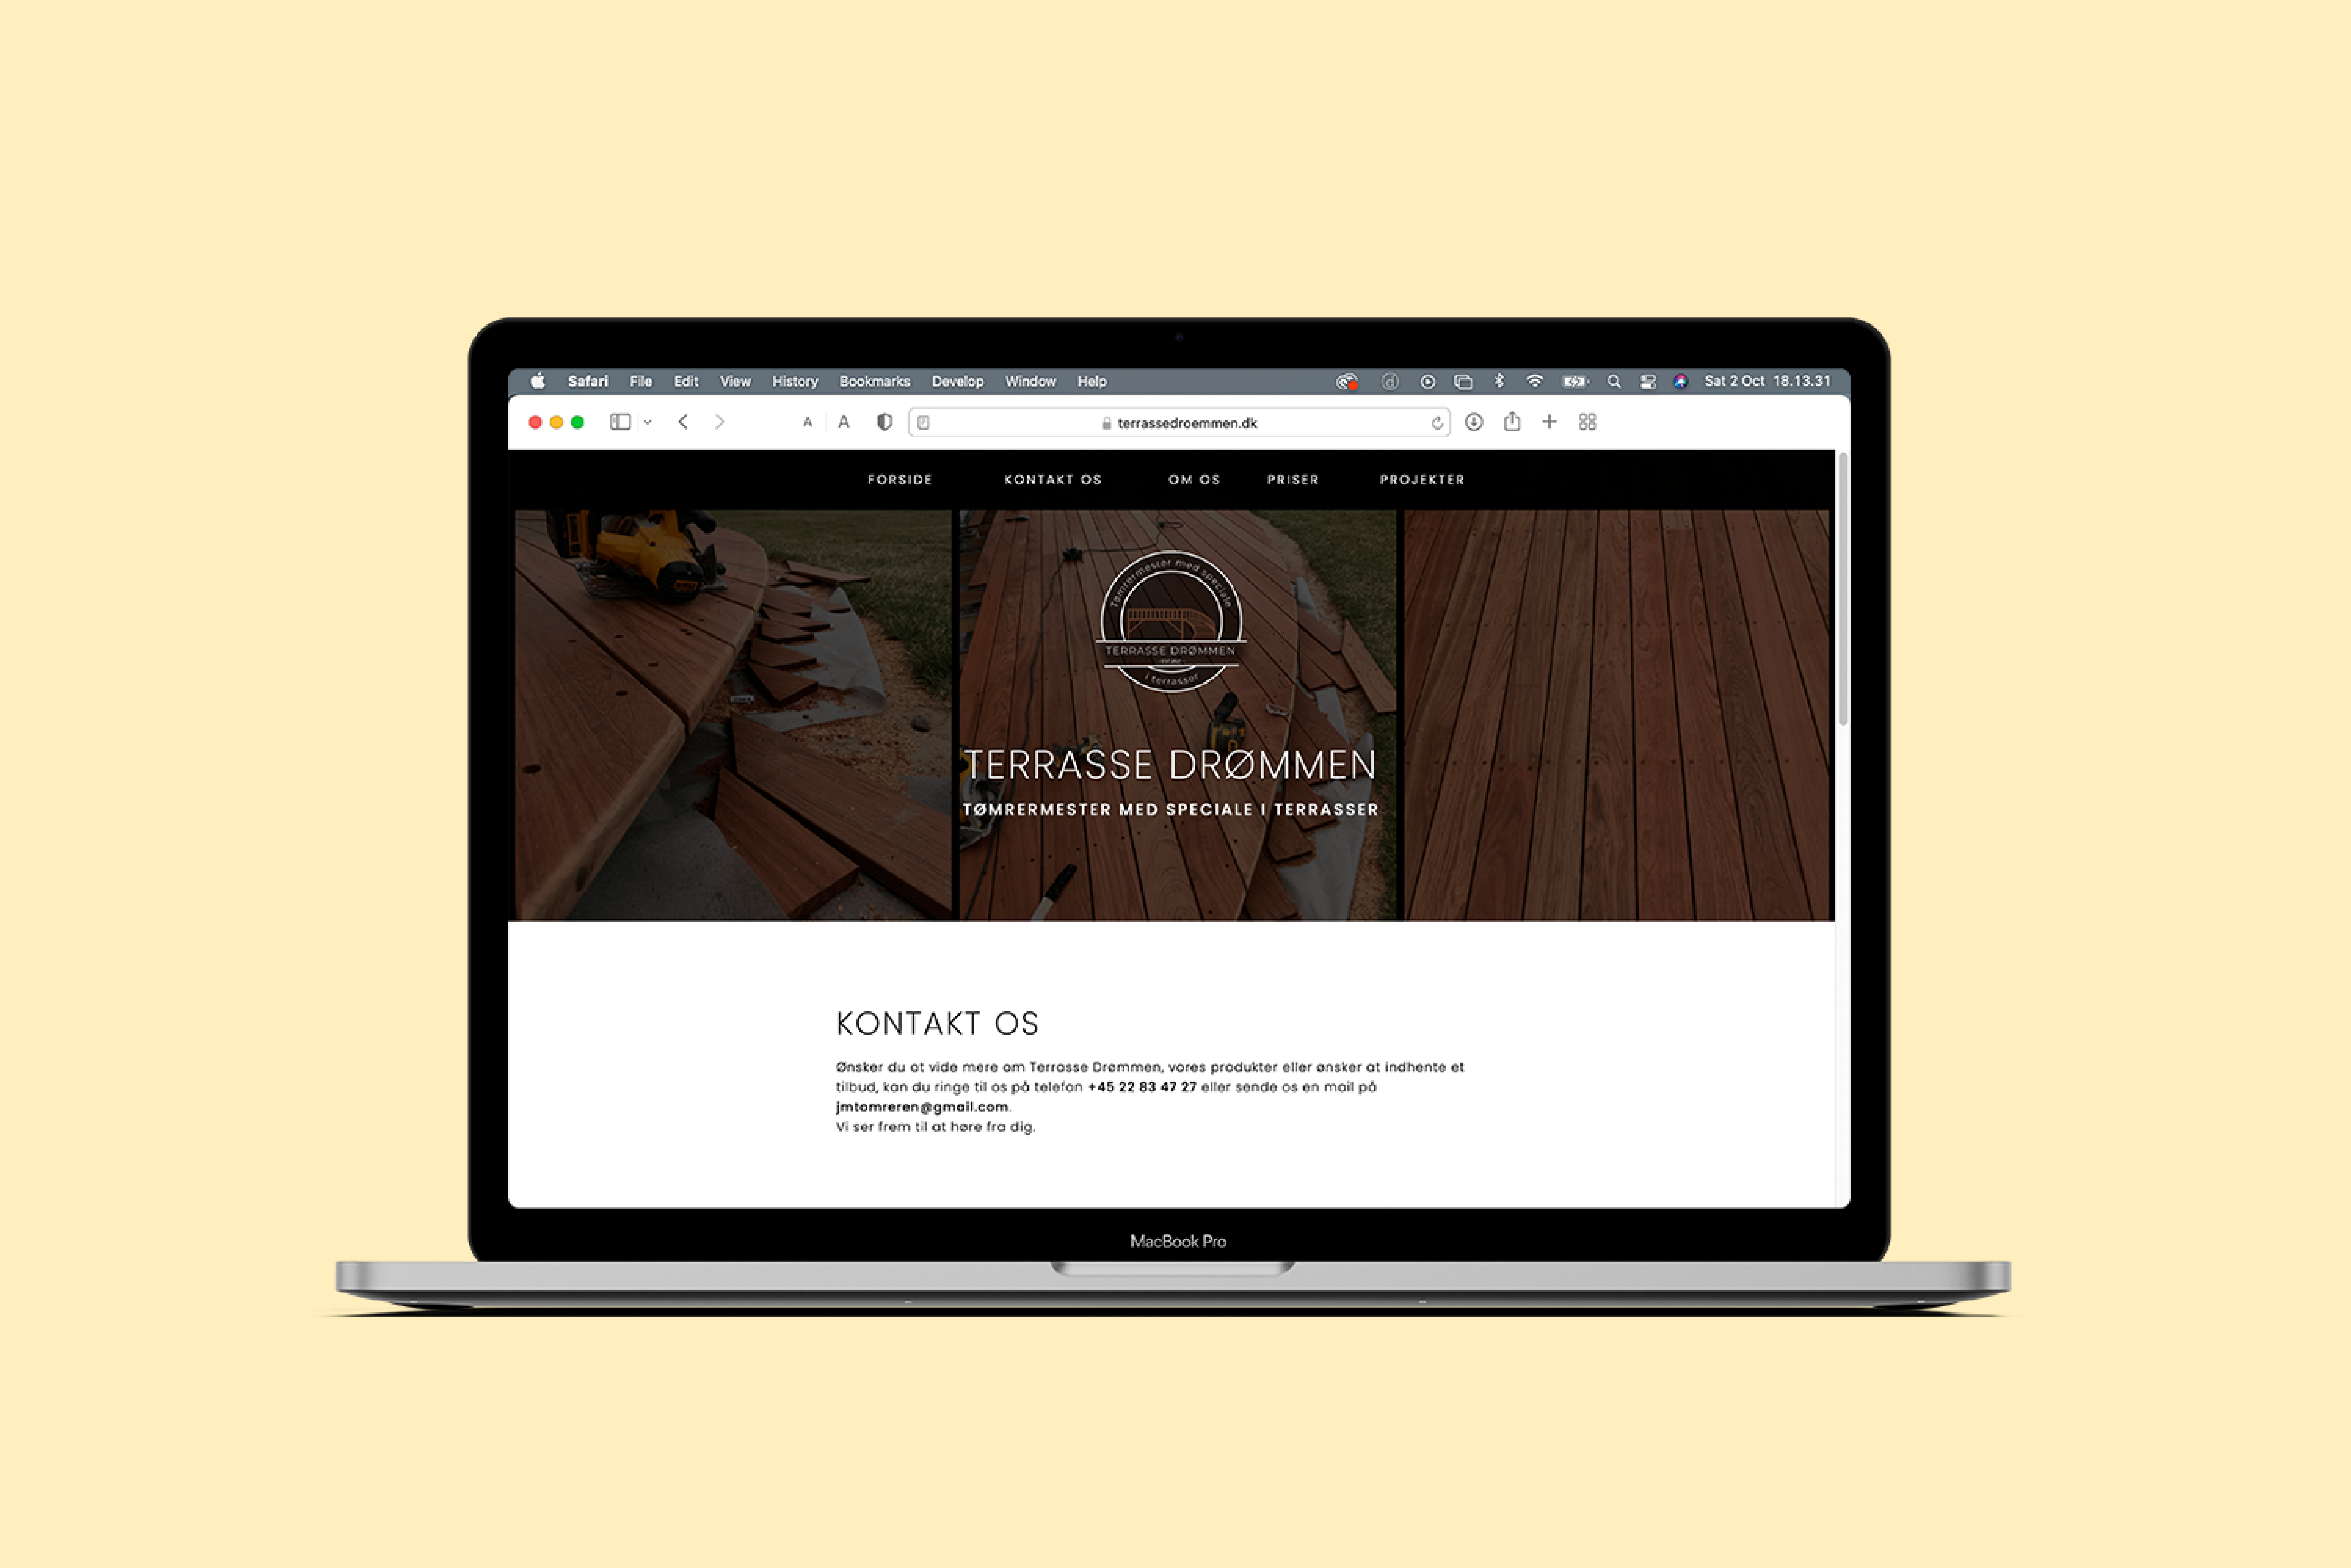 Safari File Edit View History Bookmarks Develop Window Help Sat 2 Oct 18.13.31
A A terrassedroemmen.dk
FORSIDE KONTAKT OS OM OS PRISER PROJEKTER
Tømrermester med speciale
TERRASSE DRØMMEN
i terrasser
TERRASSE DRØMMEN
TØMRERMESTER MED SPECIALE I TERRASSER
KONTAKT OS
Ønsker du at vide mere om Terrasse Drømmen, vores produkter eller ønsker at indhente et
tilbud, kan du ringe til os på telefon +45 22 83 47 27 eller sende os en mail på
jmtomreren@gmail.com.
Vi ser frem til at høre fra dig.
MacBook Pro